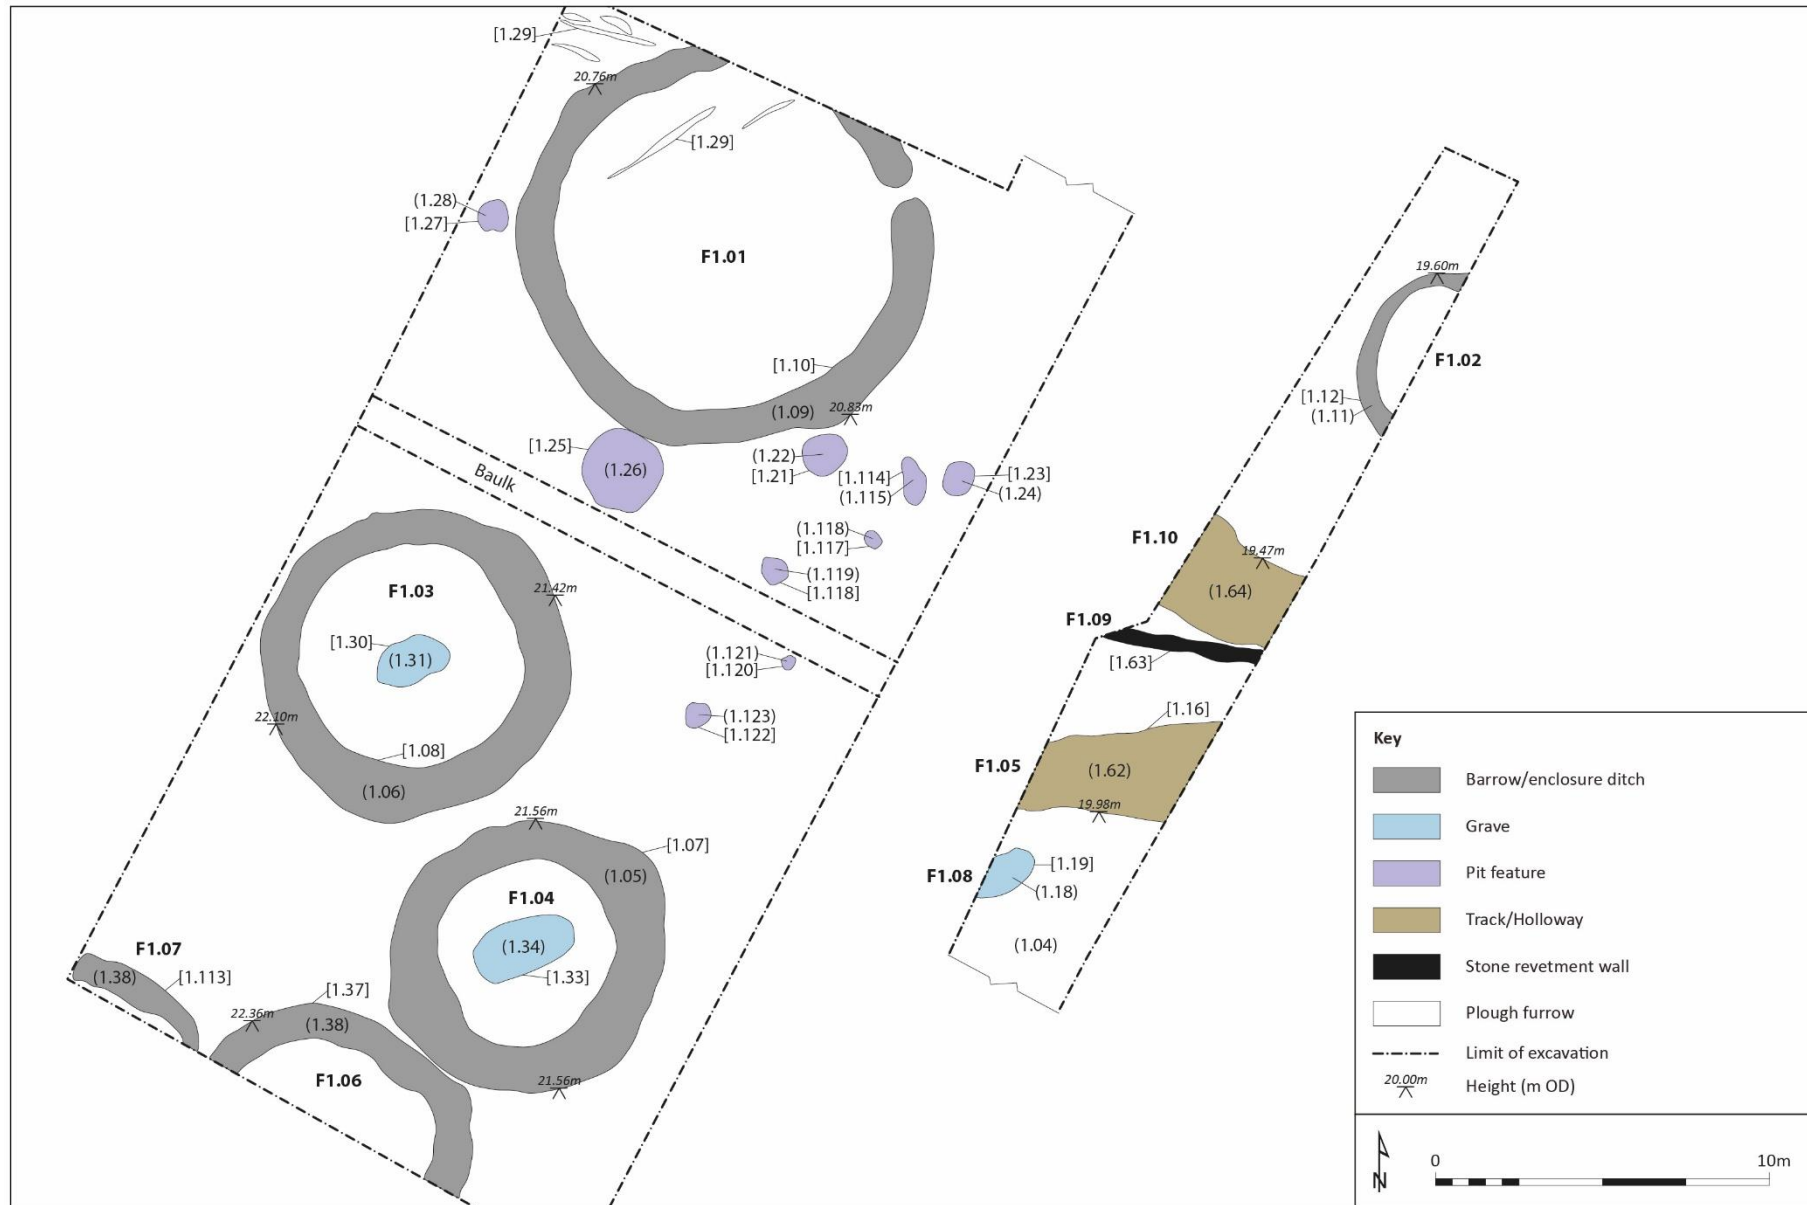 [1.29]
20.76m
[1.29]
(1.28)
[1.27]
F1.01
[1.10]
(1.09)
20.83m
[1.25]
(1.26)
(1.22)
[1.21]
[1.114]
(1.115)
[1.23]
(1.24)
Baulk
(1.118)
[1.117]
(1.119)
[1.118]
F1.03
21.42m
[1.30]
(1.31)
22.10m
[1.08]
(1.06)
(1.121)
[1.120]
(1.123)
[1.122]
21.56m
[1.07]
(1.05)
F1.04
(1.34)
[1.33]
21.56m
F1.07
(1.38)
[1.113]
[1.37]
22.36m
(1.38)
F1.06
19.60m
F1.02
[1.12]
(1.11)
F1.10
19.47m
(1.64)
F1.09
[1.63]
[1.16]
F1.05
(1.62)
19.98m
F1.08
[1.19]
(1.18)
(1.04)
Key
Barrow/enclosure ditch
Grave
Pit feature
Track/Holloway
Stone revetment wall
Plough furrow
Limit of excavation
20.00m
Height (m OD)
N
0
10m